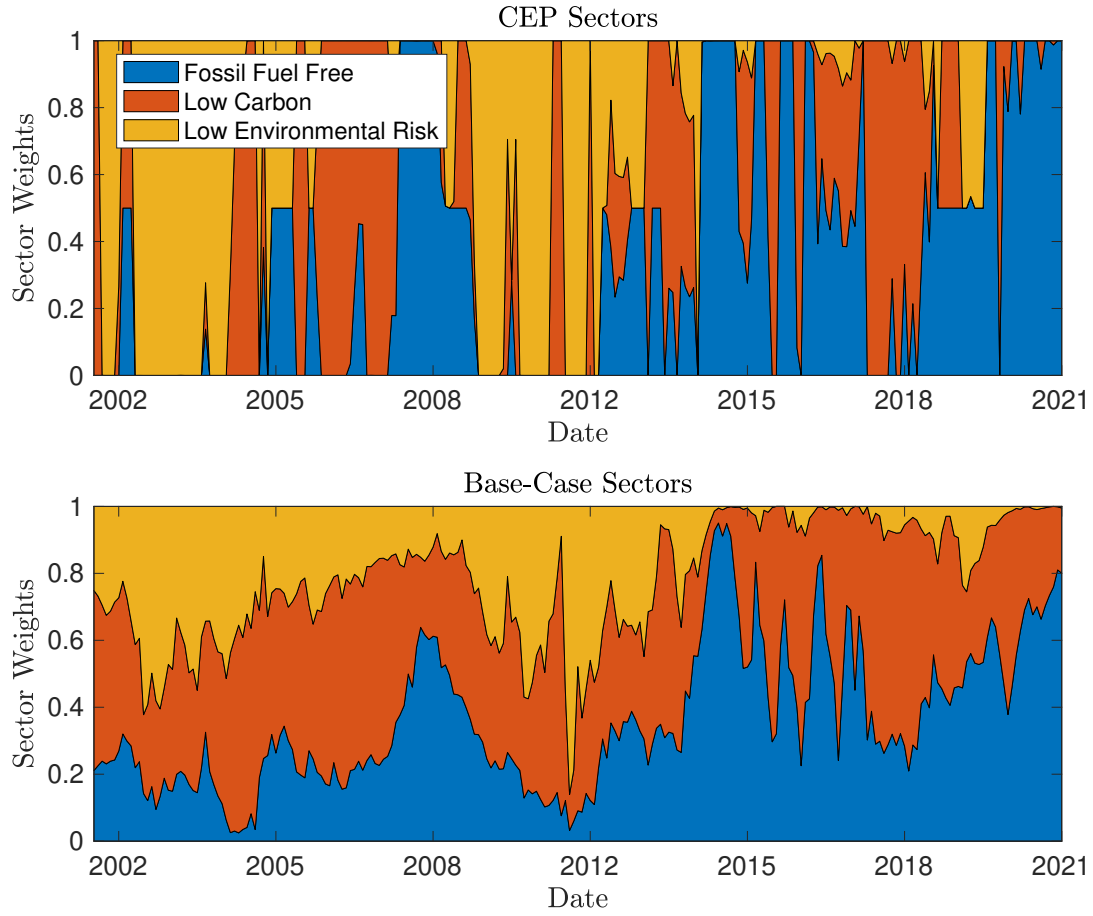 CEP Sectors
1
0.8
0.6
0.4
0.2
0
Sector Weights
Fossil Fuel Free
Low Carbon
Low Environmental Risk
2002 2005 2008 2012 2015 2018 2021
Date
Base-Case Sectors
1
0.8
0.6
0.4
0.2
0
Sector Weights
2002 2005 2008 2012 2015 2018 2021
Date